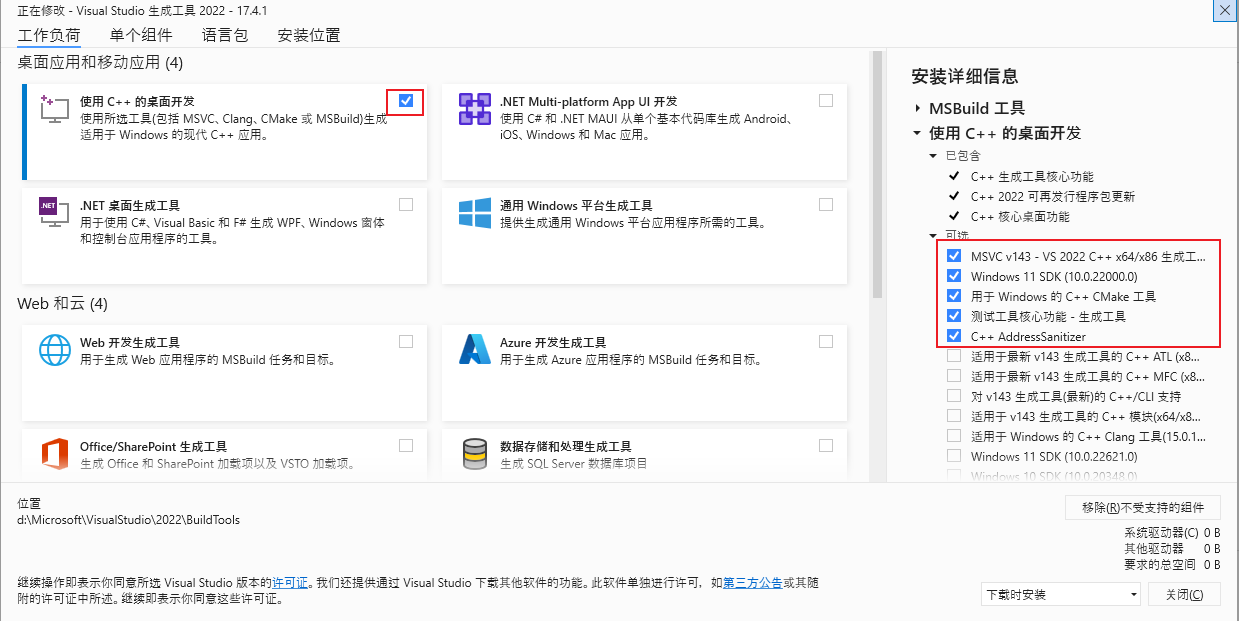 正在修改 - Visual Studio 生成工具 2022 - 17.4.1
工作负荷 单个组件 语言包 安装位置
桌面应用和移动应用 (4)
使用 C++ 的桌面开发
使用所选工具(包括 MSVC、Clang、CMake 或 MSBuild)生成
适用于 Windows 的现代 C++ 应用。
.NET Multi-platform App UI 开发
使用 C# 和 .NET MAUI 从单个基本代码库生成 Android、
iOS、Windows 和 Mac 应用。
.NET
.NET 桌面生成工具
用于使用 C#、Visual Basic 和 F# 生成 WPF、Windows 窗体
和控制台应用程序的工具。
通用 Windows 平台生成工具
提供生成通用 Windows 平台应用程序所需的工具。
Web 和云 (4)
Web 开发生成工具
用于生成 Web 应用程序的 MSBuild 任务和目标。
Azure 开发生成工具
用于生成 Azure 应用程序的 MSBuild 任务和目标。
Office/SharePoint 生成工具
生成 Office 和 SharePoint 加载项以及 VSTO 加载项。
数据存储和处理生成工具
生成 SQL Server 数据库项目
安装详细信息
MSBuild 工具
使用 C++ 的桌面开发
已包含
C++ 生成工具核心功能
C++ 2022 可再发行程序包更新
C++ 核心桌面功能
可选
MSVC v143 - VS 2022 C++ x64/x86 生成工...
Windows 11 SDK (10.0.22000.0)
用于 Windows 的 C++ CMake 工具
测试工具核心功能 - 生成工具
C++ AddressSanitizer
适用于最新 v143 生成工具的 C++ ATL (x8...
适用于最新 v143 生成工具的 C++ MFC (x8...
对 v143 生成工具(最新)的 C++/CLI 支持
适用于 v143 生成工具的 C++ 模块(x64/x8...
适用于 Windows 的 C++ Clang 工具(15.0.1...
Windows 11 SDK (10.0.22621.0)
Windows 10 SDK (10.0.20348.0)
位置
d:\Microsoft\VisualStudio\2022\BuildTools
移除(R)不受支持的组件
系统驱动器(C) 0 B
其他驱动器 0 B
要求的总空间 0 B
继续操作即表示你同意所选 Visual Studio 版本的许可证。我们还提供通过 Visual Studio 下载其他软件的功能。此软件单独进行许可，如第三方公告或其随
附的许可证中所述。继续即表示你同意这些许可证。
下载时安装
关闭(C)